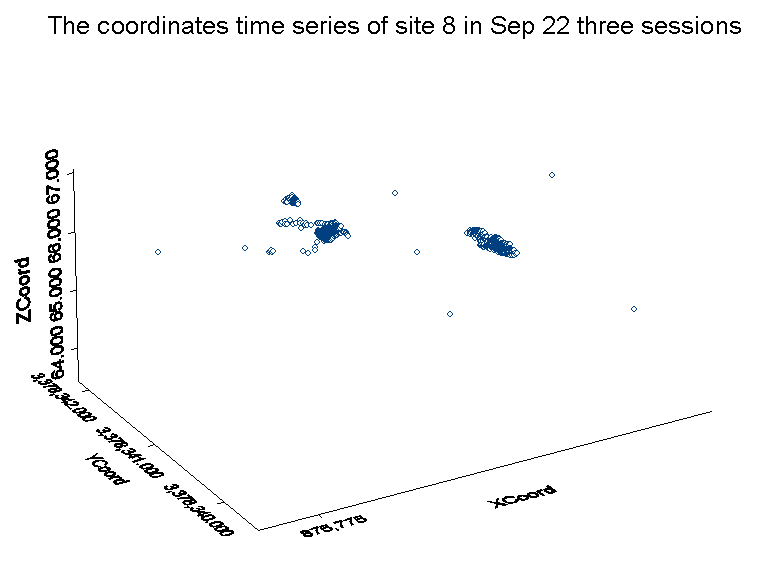 The coordinates time series of site 8 in Sep 22 three sessions
67.000
66.000
65.000
64.000
ZCoord
3,378,342.000
3,378,341.000
3,378,340.000
YCoord
XCoord
975,775